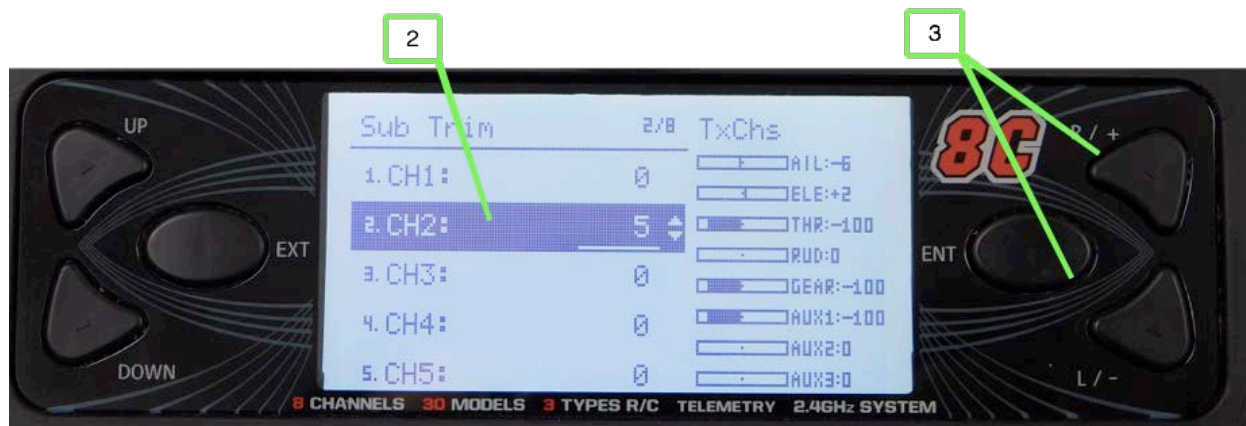 2
3
UP
EXT
DOWN
Sub Trim 2/8
1. CH1: 0
2. CH2: 5
3. CH3: 0
4. CH4: 0
5. CH5: 0
TxChs
AIL:-6
ELE:+2
THR:-100
RUD:0
GEAR:-100
AUX1:-100
AUX2:0
AUX3:0
8C
R / +
ENT
L / -
8 CHANNELS 30 MODELS 3 TYPES R/C TELEMETRY 2.4GHz SYSTEM